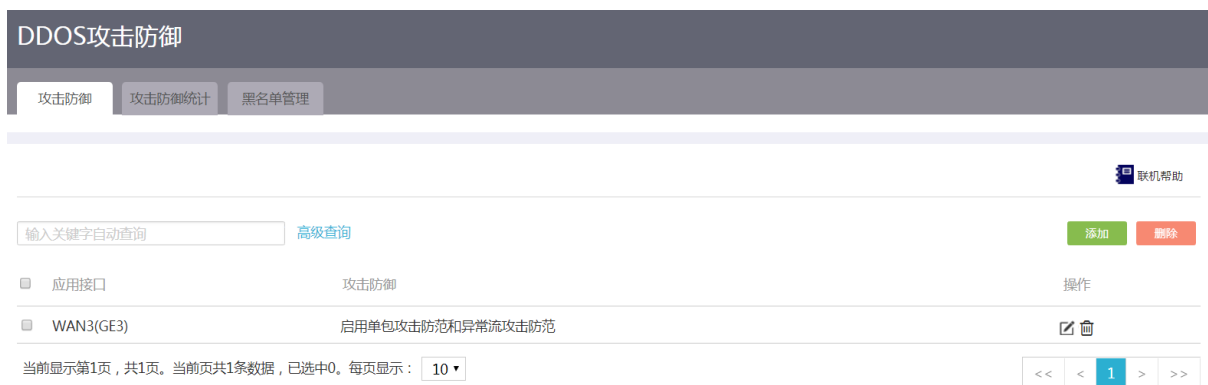 DDOS攻击防御
攻击防御 攻击防御统计 黑名单管理
联机帮助
输入关键字自动查询 高级查询 添加 删除
应用接口 攻击防御 操作
WAN3(GE3) 启用单包攻击防范和异常流攻击防范
当前显示第1页，共1页。当前页共1条数据，已选中0。每页显示： 10 << < 1 > >>